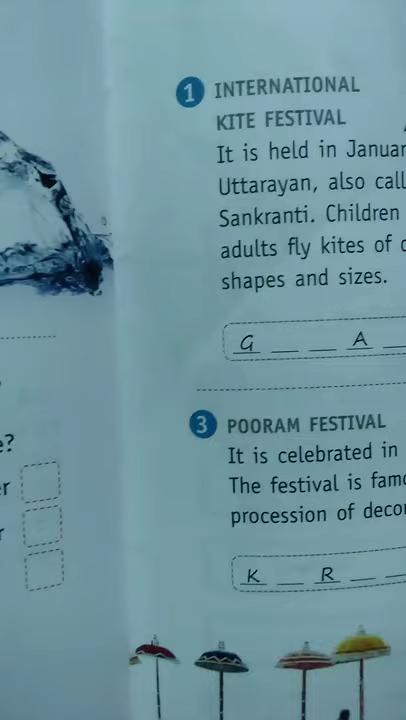 1 INTERNATIONAL
KITE FESTIVAL
It is held in
Uttarayan, also
Sankranti. Children
adults fly kites of
shapes and sizes.
G _ _ A _
3 POORAM FESTIVAL
It is celebrated in
The festival is
procession of
K _ R _ _